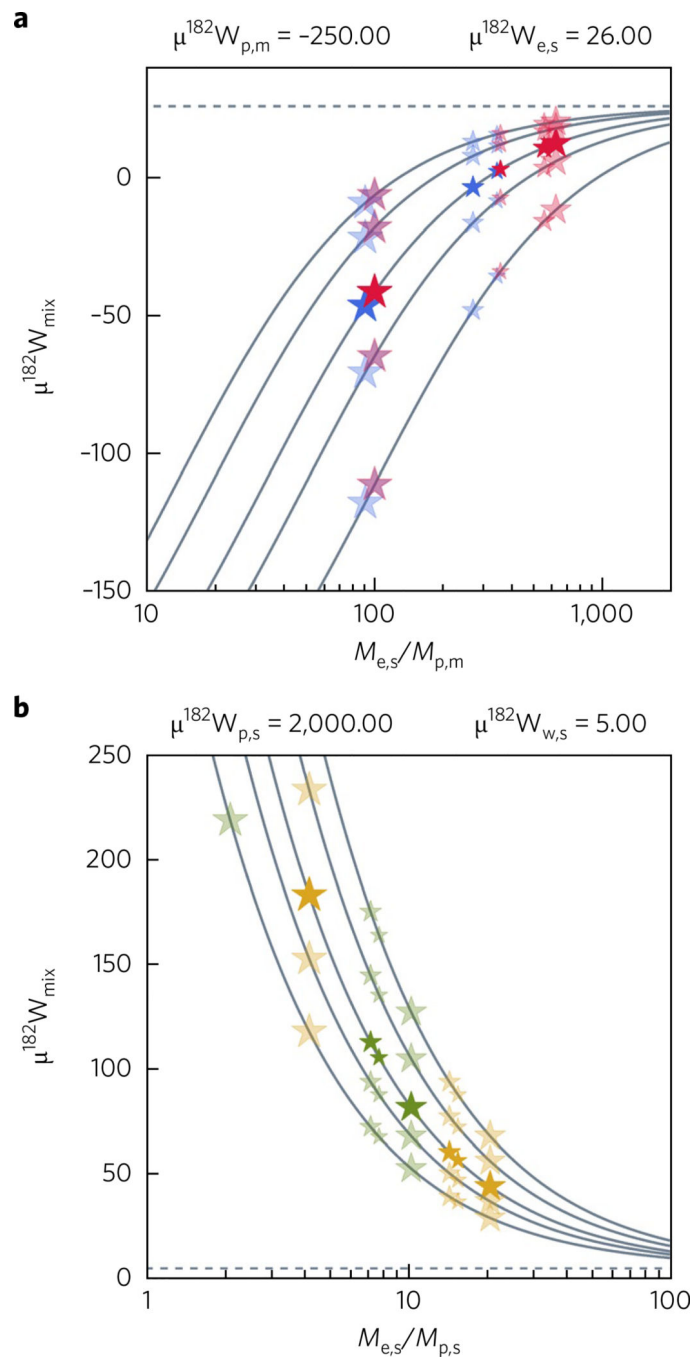 a
μ¹⁸²Wp,m = –250.00 μ¹⁸²We,s = 26.00
0
–50
–100
–150
μ¹⁸²Wmix
10 100 1,000
Me,s/Mp,m
b
μ¹⁸²Wp,s = 2,000.00 μ¹⁸²Ww,s = 5.00
250
200
150
100
50
0
μ¹⁸²Wmix
1 10 100
Me,s/Mp,s